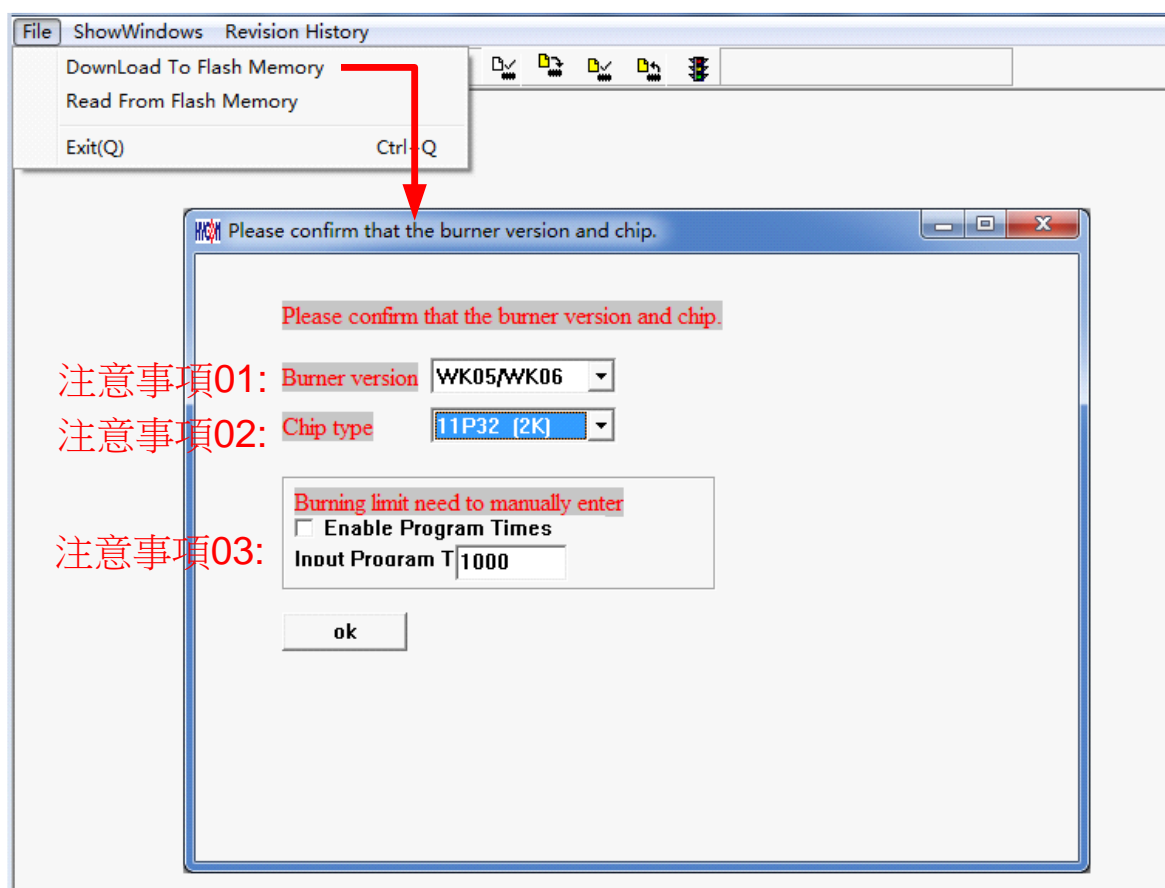 File ShowWindows Revision History
DownLoad To Flash Memory
Read From Flash Memory
Exit(Q) Ctrl+Q
HYCON Please confirm that the burner version and chip.
Please confirm that the burner version and chip.
注意事項01: Burner version WK05/WK06
注意事項02: Chip type 11P32 (2K)
Burning limit need to manually enter
Enable Program Times
注意事項03: Input Program T 1000
ok